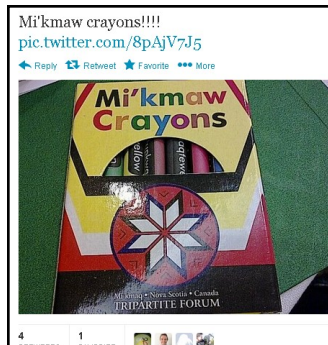 Mi'kmaw crayons!!!!
pic.twitter.com/8pAjV7J5
Reply Retweet Favorite More
Mi'kmaw
Crayons
ellow
Mi'kmaq • Nova Scotia • Canada
TRIPARTITE FORUM
4
1